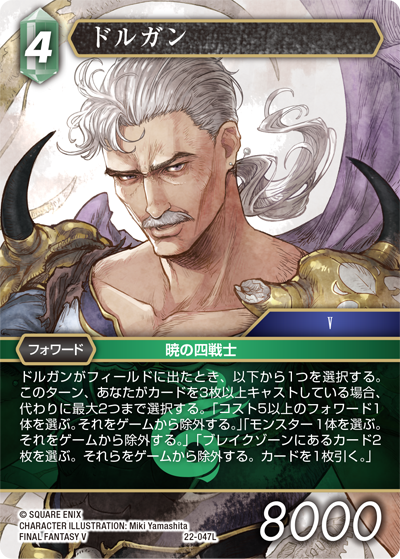 4
ドルガン
V
フォワード
暁の四戦士
ドルガンがフィールドに出たとき、以下から1つを選択する。
このターン、あなたがカードを3枚以上キャストしている場合、
代わりに最大2つまで選択する。「コスト5以上のフォワード1
体を選ぶ。それをゲームから除外する。」「モンスター1体を選ぶ。
それをゲームから除外する。」「ブレイクゾーンにあるカード2
枚を選ぶ。それらをゲームから除外する。カードを1枚引く。」
© SQUARE ENIX
CHARACTER ILLUSTRATION: Miki Yamashita
FINAL FANTASY V
22-047L
8000